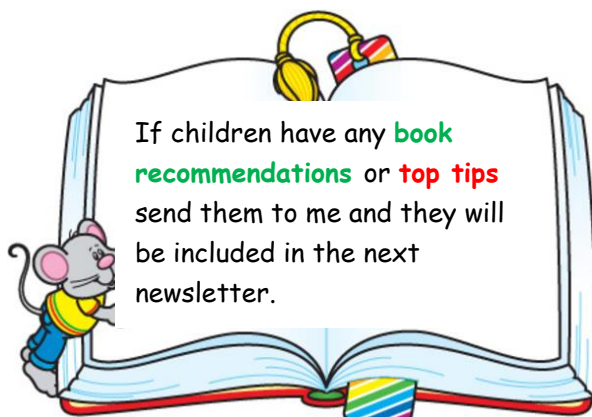 If children have any book
recommendations or top tips
send them to me and they will
be included in the next
newsletter.